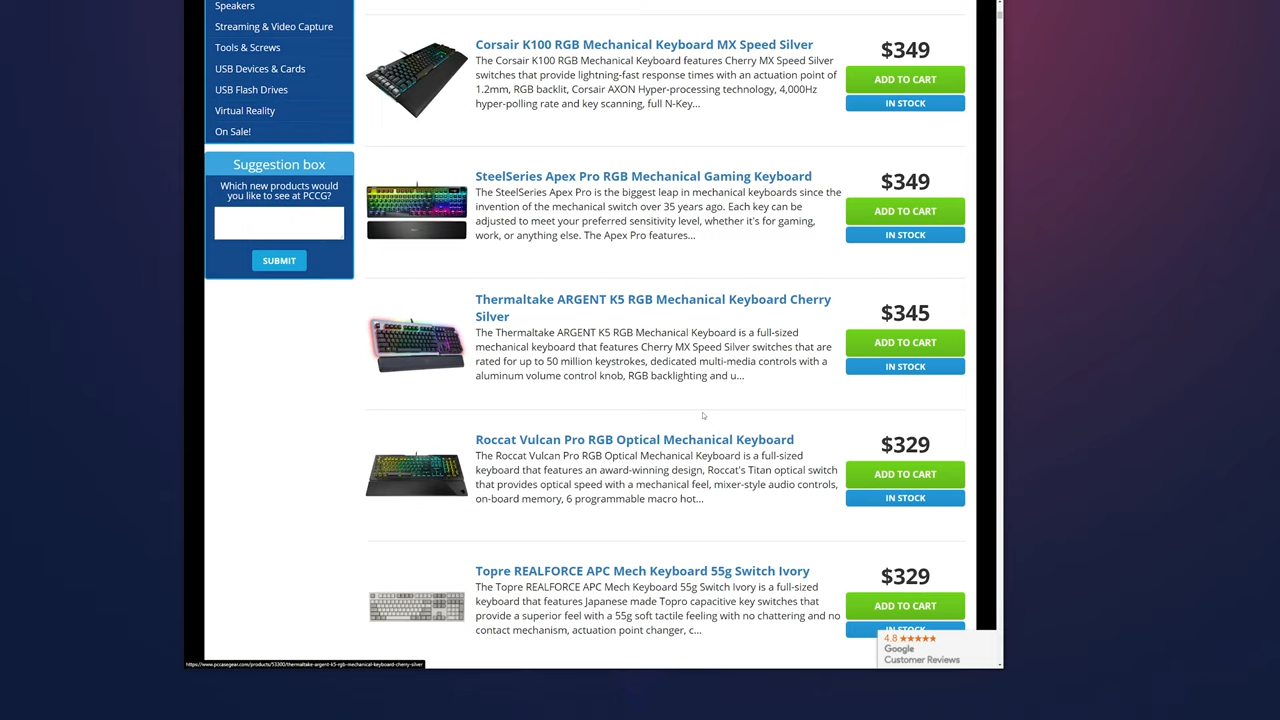 Speakers
Streaming & Video Capture
Tools & Screws
USB Devices & Cards
USB Flash Drives
Virtual Reality
On Sale!
Suggestion box
Which new products would
you like to see at PCCG?
SUBMIT
Corsair K100 RGB Mechanical Keyboard MX Speed Silver
The Corsair K100 RGB Mechanical Keyboard features Cherry MX Speed Silver
switches that provide lightning-fast response times with an actuation point of
1.2mm, RGB backlit, Corsair AXON Hyper-processing technology, 4,000Hz
hyper-polling rate and key scanning, full N-Key...
$349
ADD TO CART
IN STOCK
SteelSeries Apex Pro RGB Mechanical Gaming Keyboard
The SteelSeries Apex Pro is the biggest leap in mechanical keyboards since the
invention of the mechanical switch over 35 years ago. Each key can be
adjusted to meet your preferred sensitivity level, whether it's for gaming,
work, or anything else. The Apex Pro features...
$349
ADD TO CART
IN STOCK
Thermaltake ARGENT K5 RGB Mechanical Keyboard Cherry
Silver
The Thermaltake ARGENT K5 RGB Mechanical Keyboard is a full-sized
mechanical keyboard that features Cherry MX Speed Silver switches that are
rated for up to 50 million keystrokes, dedicated multi-media controls with a
aluminum volume control knob, RGB backlighting and u...
$345
ADD TO CART
IN STOCK
Roccat Vulcan Pro RGB Optical Mechanical Keyboard
The Roccat Vulcan Pro RGB Optical Mechanical Keyboard is a full-sized
keyboard that features an award-winning design, Roccat's Titan optical switch
that provides optical speed with a mechanical feel, mixer-style audio controls,
on-board memory, 6 programmable macro hot...
$329
ADD TO CART
IN STOCK
Topre REALFORCE APC Mech Keyboard 55g Switch Ivory
The Topre REALFORCE APC Mech Keyboard 55g Switch Ivory is a full-sized
keyboard that features Japanese made Topro capacitive key switches that
provide a superior feel with a 55g soft tactile feeling with no chattering and no
contact mechanism, actuation point changer, c...
$329
ADD TO CART
IN STOCK
4.8 ★★★★★
Google
Customer Reviews
https://www.pccasegear.com/products/53300/thermaltake-argent-k5-rgb-mechanical-keyboard-cherry-silver